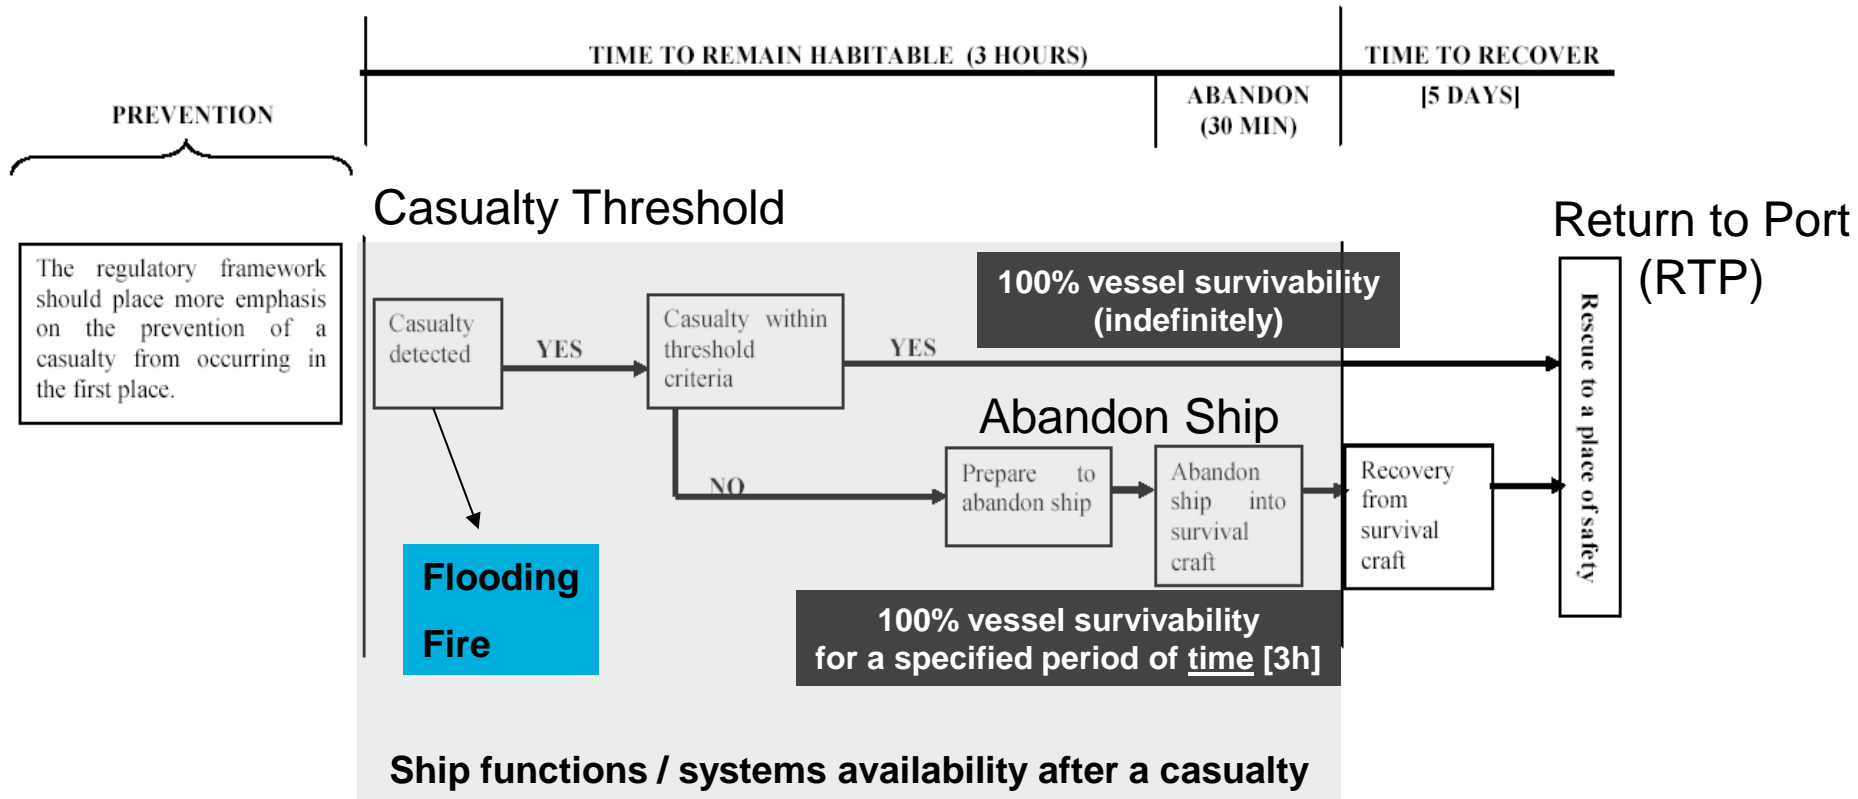 TIME TO REMAIN HABITABLE (3 HOURS)
TIME TO RECOVER
PREVENTION
ABANDON
(30 MIN)
[5 DAYS]
Casualty Threshold
Return to Port
(RTP)
The regulatory framework
should place more emphasis
on the prevention of a
casualty from occurring in
the first place.
Casualty
detected
YES
Casualty within
threshold
criteria
YES
100% vessel survivability
(indefinitely)
Rescue to a place of safety
Abandon Ship
NO
Prepare to
abandon ship
Abandon
ship into
survival
craft
Recovery
from
survival
craft
Flooding
Fire
100% vessel survivability
for a specified period of time [3h]
Ship functions / systems availability after a casualty